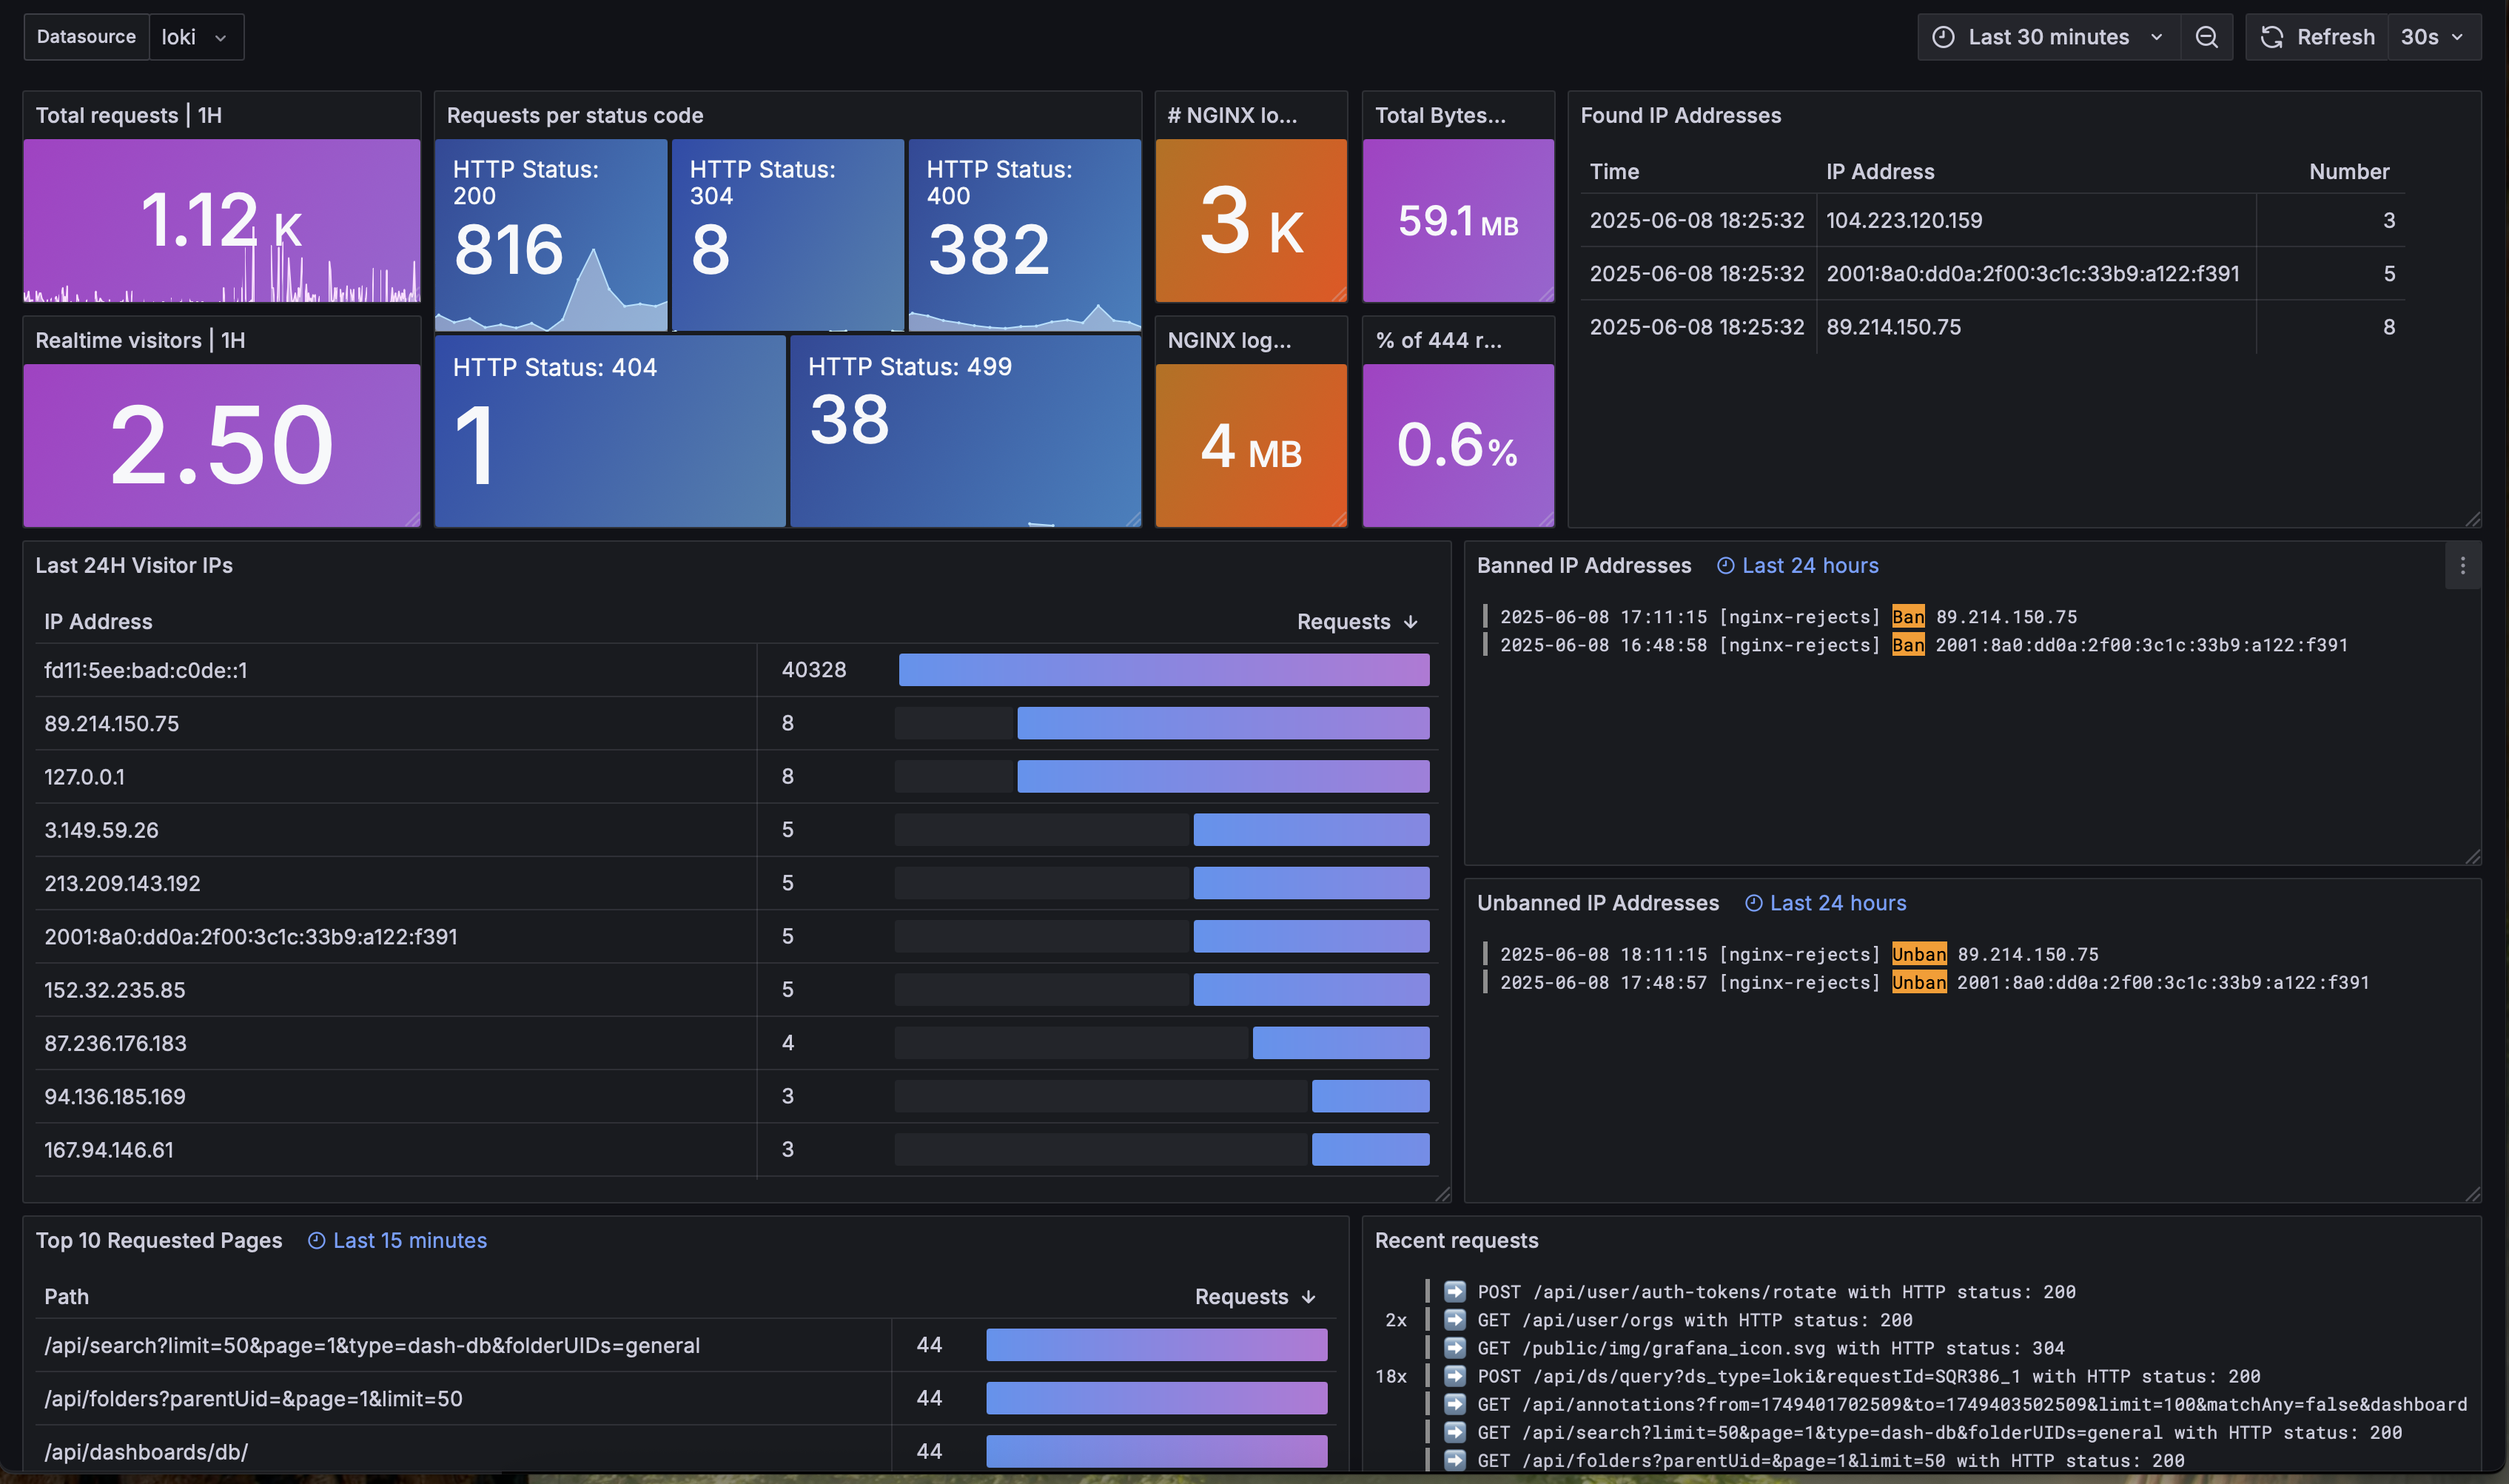 Datasource loki
Last 30 minutes Refresh 30s
Total requests | 1H
1.12 K
Realtime visitors | 1H
2.50
Requests per status code
HTTP Status:
200
816
HTTP Status:
304
8
HTTP Status:
400
382
HTTP Status: 404
1
HTTP Status: 499
38
# NGINX lo...
3 K
NGINX log...
4 MB
Total Bytes...
59.1 MB
% of 444 r...
0.6%
Found IP Addresses
Time IP Address Number
2025-06-08 18:25:32 104.223.120.159 3
2025-06-08 18:25:32 2001:8a0:dd0a:2f00:3c1c:33b9:a122:f391 5
2025-06-08 18:25:32 89.214.150.75 8
Last 24H Visitor IPs
IP Address Requests
fd11:5ee:bad:c0de::1 40328
89.214.150.75 8
127.0.0.1 8
3.149.59.26 5
213.209.143.192 5
2001:8a0:dd0a:2f00:3c1c:33b9:a122:f391 5
152.32.235.85 5
87.236.176.183 4
94.136.185.169 3
167.94.146.61 3
Banned IP Addresses Last 24 hours
2025-06-08 17:11:15 [nginx-rejects] Ban 89.214.150.75
2025-06-08 16:48:58 [nginx-rejects] Ban 2001:8a0:dd0a:2f00:3c1c:33b9:a122:f391
Unbanned IP Addresses Last 24 hours
2025-06-08 18:11:15 [nginx-rejects] Unban 89.214.150.75
2025-06-08 17:48:57 [nginx-rejects] Unban 2001:8a0:dd0a:2f00:3c1c:33b9:a122:f391
Top 10 Requested Pages Last 15 minutes
Path Requests
/api/search?limit=50&page=1&type=dash-db&folderUIDs=general 44
/api/folders?parentUid=&page=1&limit=50 44
/api/dashboards/db/ 44
Recent requests
POST /api/user/auth-tokens/rotate with HTTP status: 200
2x GET /api/user/orgs with HTTP status: 200
GET /public/img/grafana_icon.svg with HTTP status: 304
18x POST /api/ds/query?ds_type=loki&requestId=SQR386_1 with HTTP status: 200
GET /api/annotations?from=1749401702509&to=1749403502509&limit=100&matchAny=false&dashboard
GET /api/search?limit=50&page=1&type=dash-db&folderUIDs=general with HTTP status: 200
GET /api/folders?parentUid=&page=1&limit=50 with HTTP status: 200